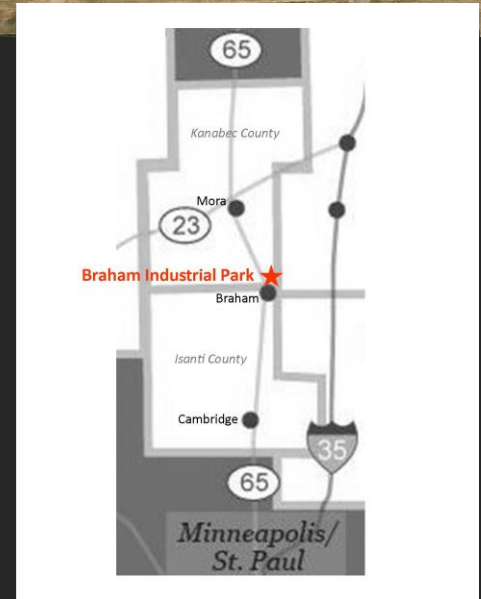 65
Kanabec County
Mora
23
Braham Industrial Park
Braham
Isanti County
Cambridge
35
65
Minneapolis/
St. Paul